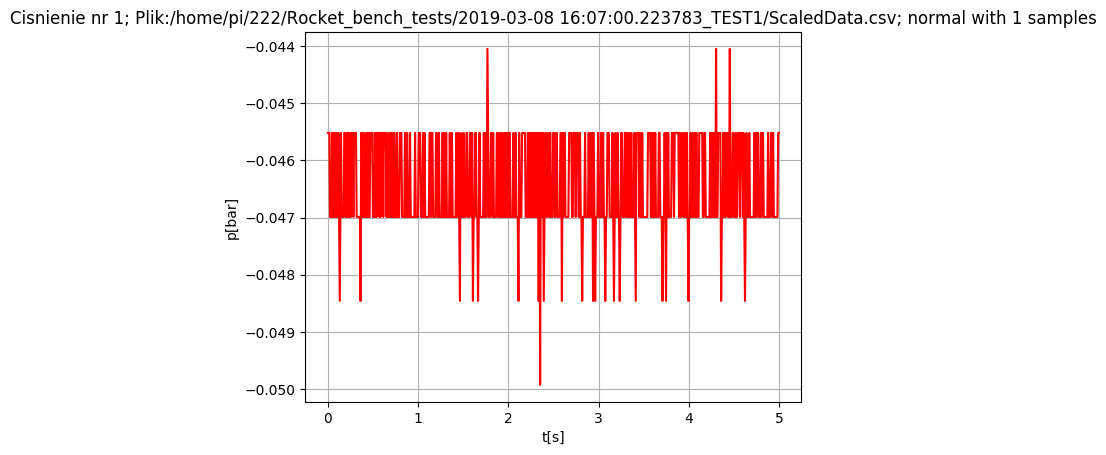 Cisnienie nr 1; Plik:/home/pi/222/Rocket_bench_tests/2019-03-08 16:07:00.223783_TEST1/ScaledData.csv; normal with 1 samples
−0.044
−0.045
−0.046
−0.047
−0.048
−0.049
−0.050
p[bar]
0 1 2 3 4 5
t[s]